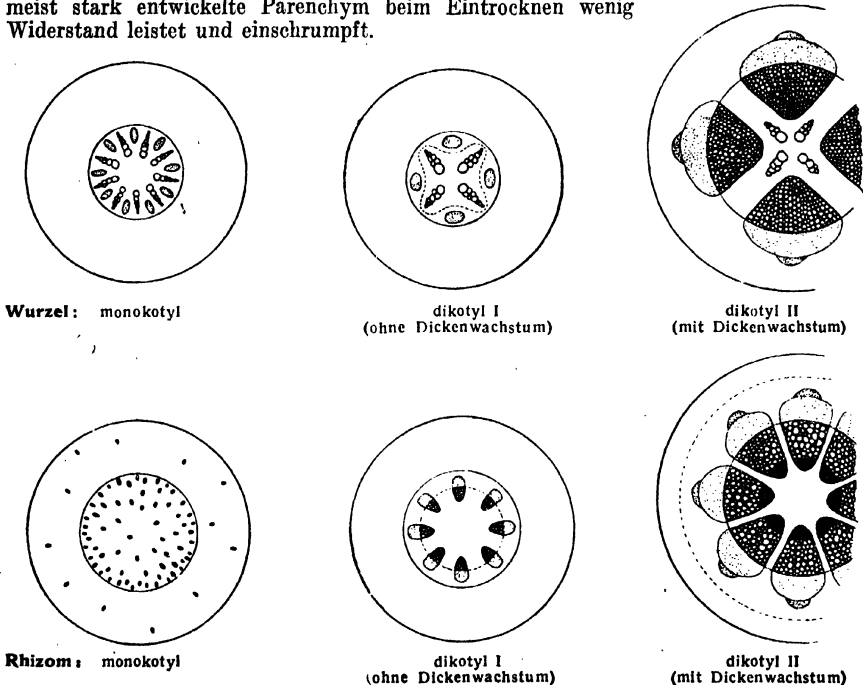 meist stark entwickelte Parenchym beim Eintrocknen wenig
Widerstand leistet und einschrumpft.
Wurzel: monokotyl
dikotyl I
(ohne Dickenwachstum)
dikotyl II
(mit Dickenwachstum)
Rhizom: monokotyl
dikotyl I
(ohne Dickenwachstum)
dikotyl II
(mit Dickenwachstum)